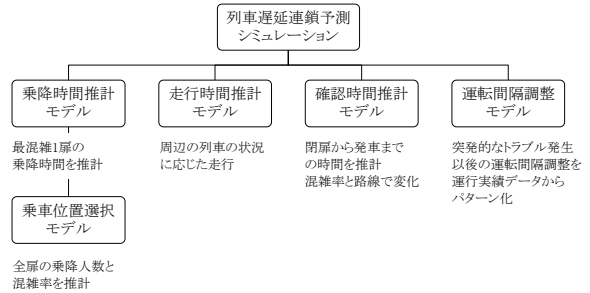 列車遅延連鎖予測
シミュレーション
乗降時間推計
モデル
最混雑1扉の
乗降時間を推計
乗車位置選択
モデル
全扉の乗降人数と
混雑率を推計
走行時間推計
モデル
周辺の列車の状況
に応じた走行
確認時間推計
モデル
閉扉から発車まで
の時間を推計
混雑率と路線で変化
運転間隔調整
モデル
突発的なトラブル発生
以後の運転間隔調整を
運行実績データから
パターン化